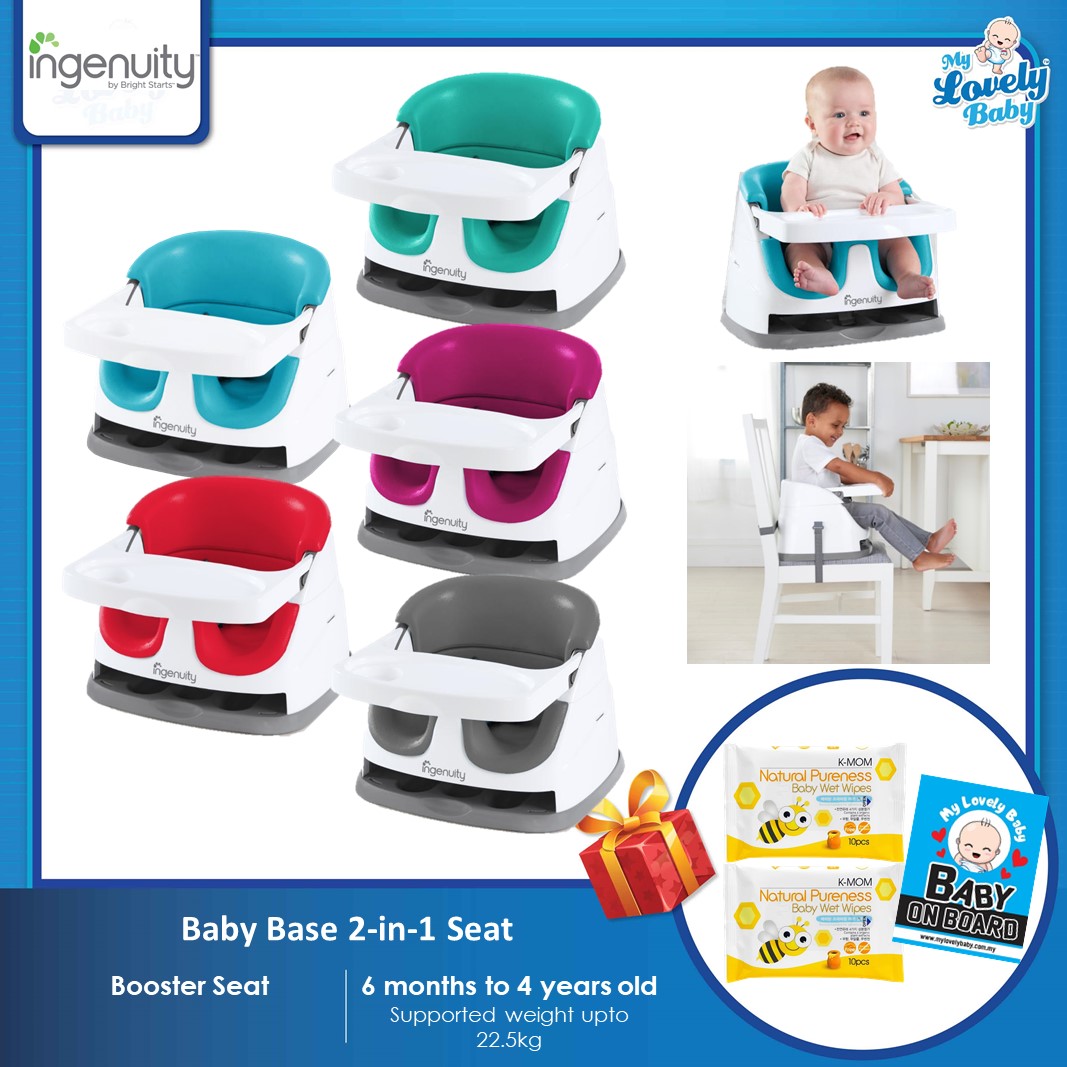 ingenuity™
by Bright Starts™
My
Lovely
Baby
ingenuity
ingenuity
ingenuity
ingenuity
ingenuity
ingenuity
K-MOM
Natural Pureness
Baby Wet Wipes
10pcs
K-MOM
Natural Pureness
Baby Wet Wipes
10pcs
My Lovely Baby
BABY
ON BOARD
www.mylovelybaby.com.my
Baby Base 2-in-1 Seat
Booster Seat
6 months to 4 years old
Supported weight upto
22.5kg